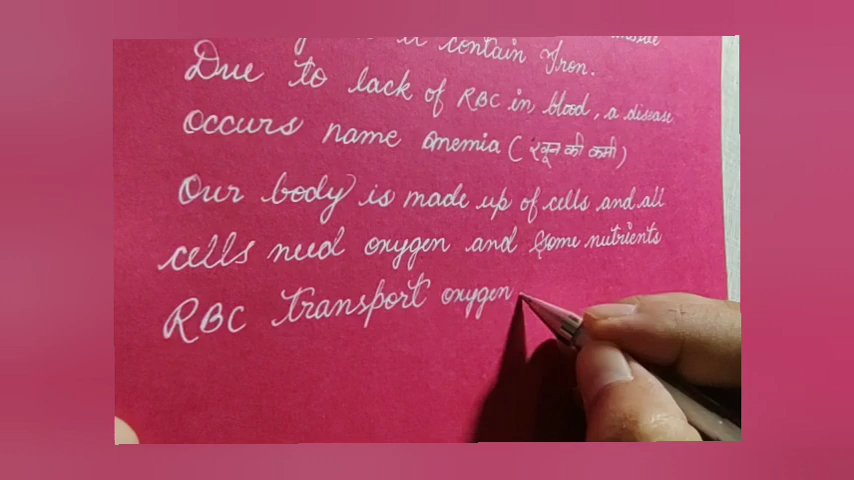 it contain Iron.
Due to lack of RBC in blood, a disease
occurs name anemia (खून की कमी)
Our body is made up of cells and all
cells need oxygen and some nutrients
RBC transport oxygen